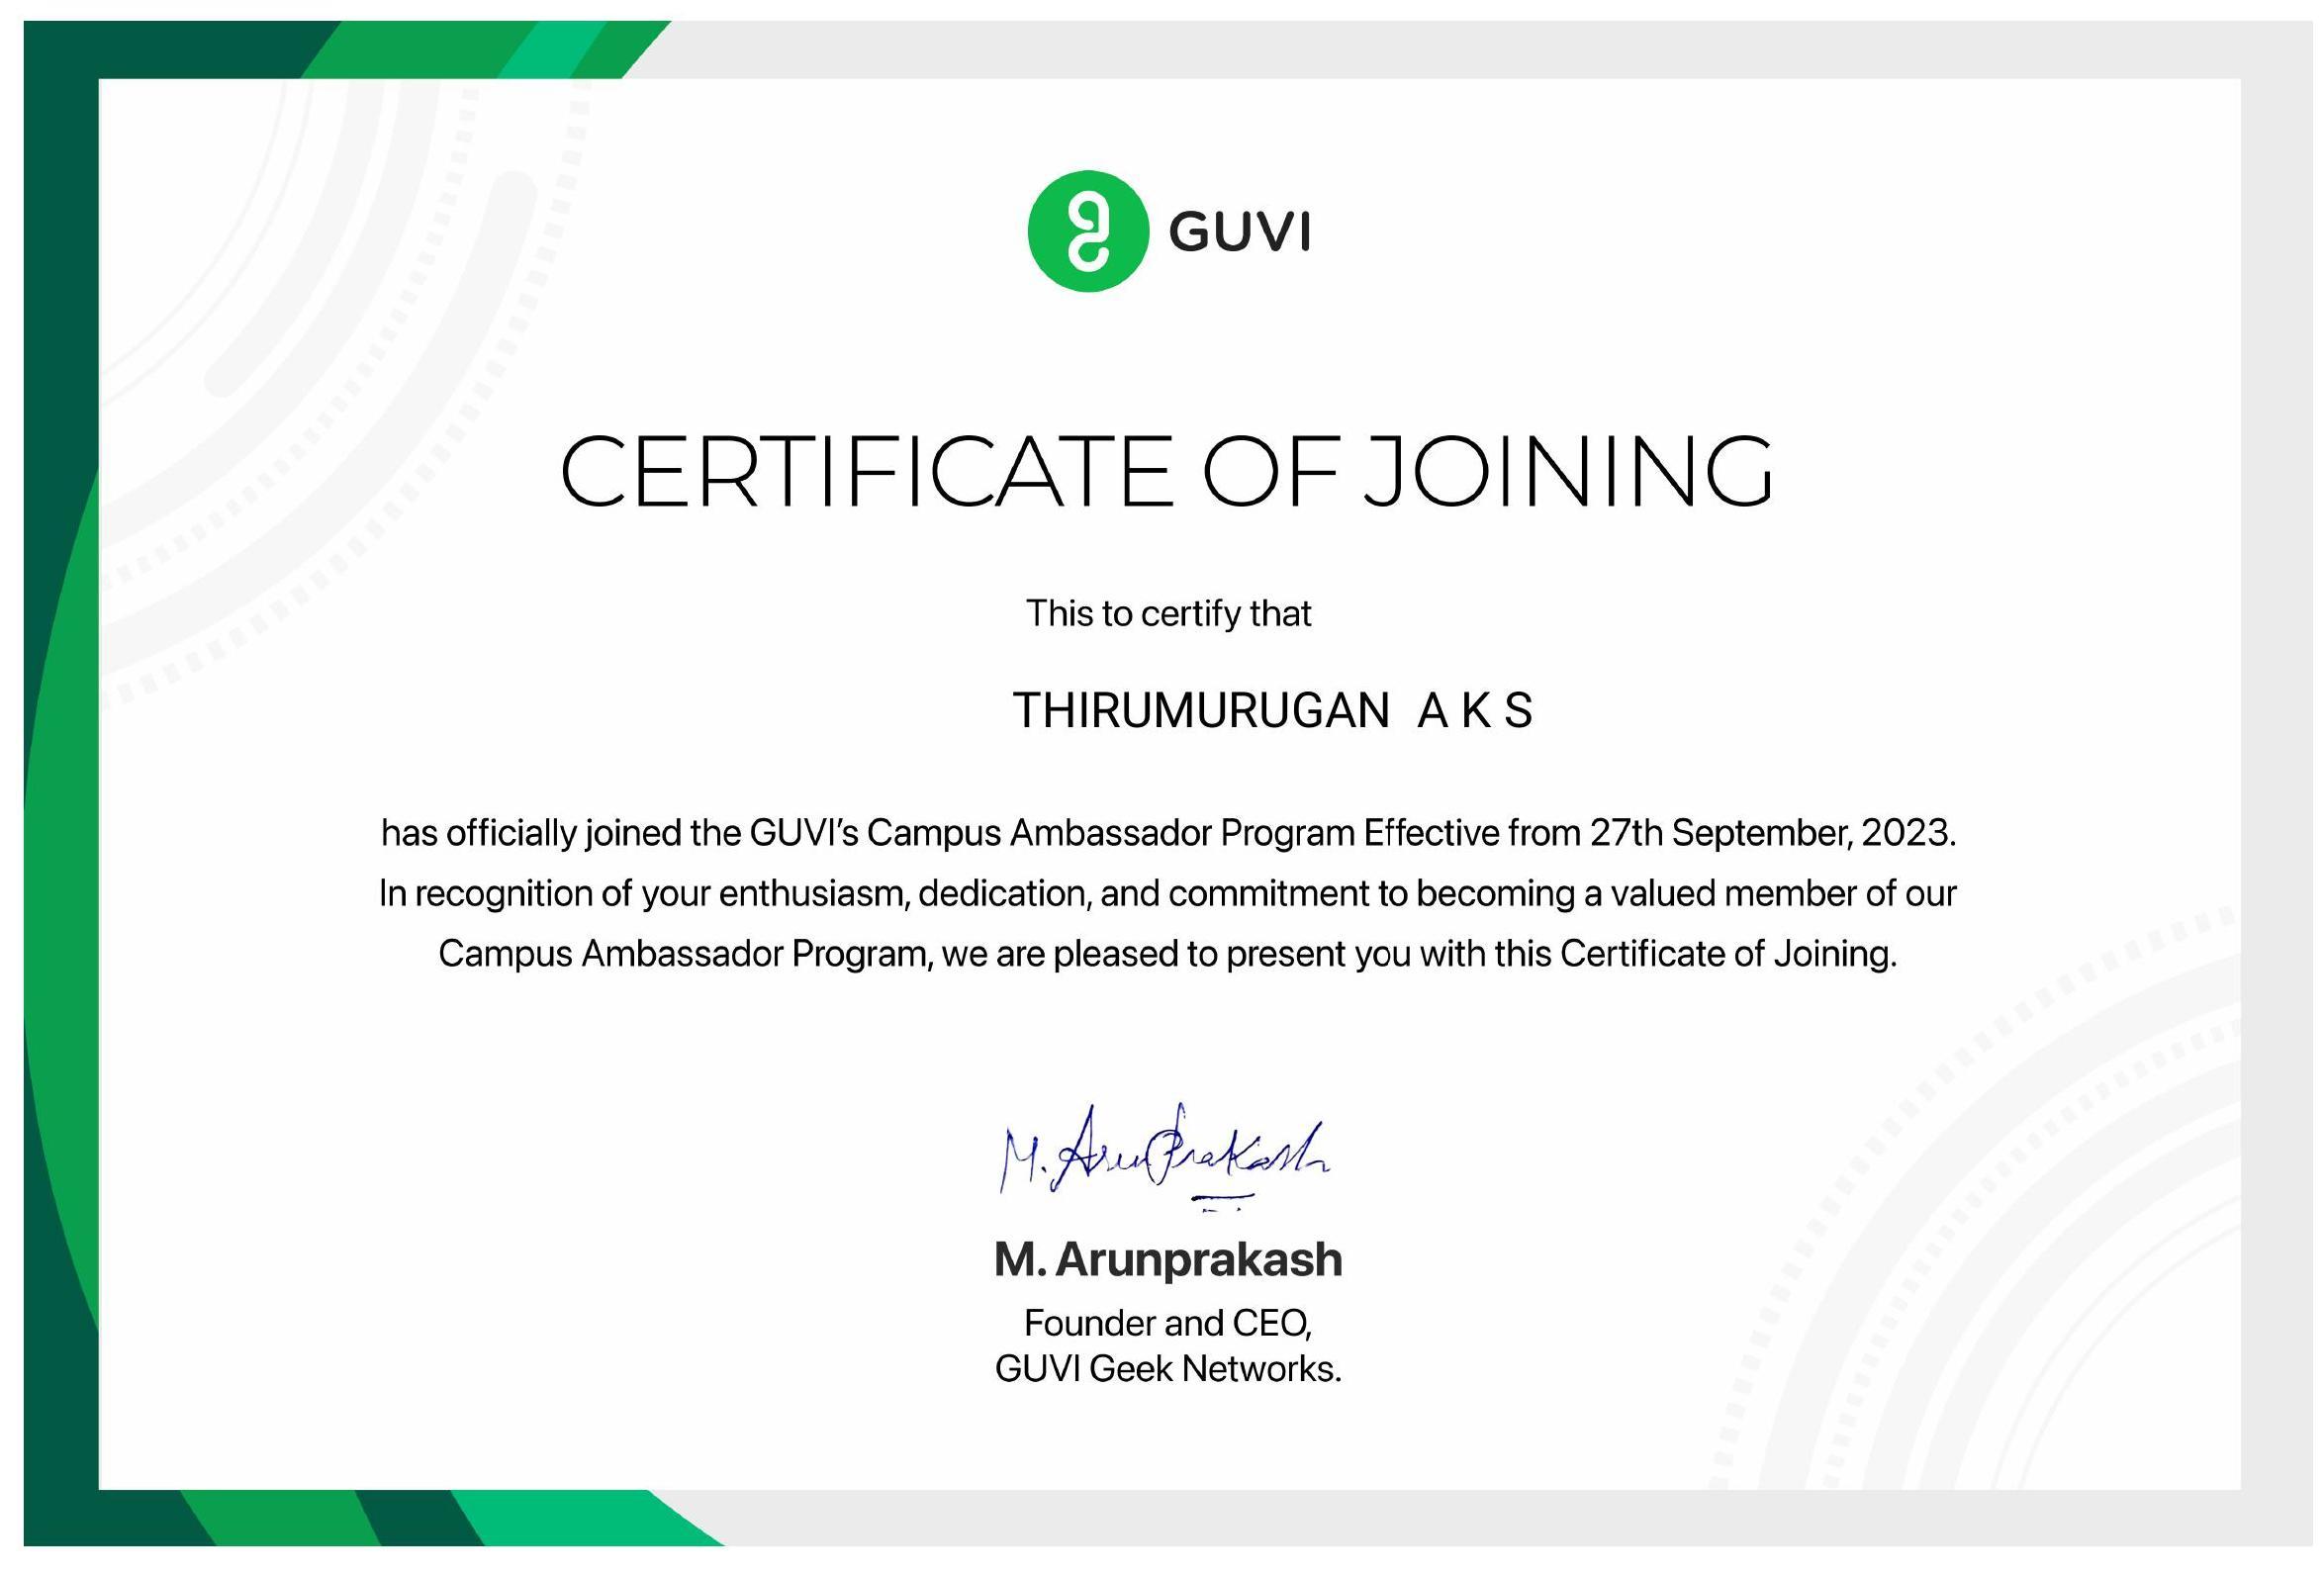 GUVI
CERTIFICATE OF JOINING
This to certify that
THIRUMURUGAN A K S
has officially joined the GUVI's Campus Ambassador Program Effective from 27th September, 2023.
In recognition of your enthusiasm, dedication, and commitment to becoming a valued member of our
Campus Ambassador Program, we are pleased to present you with this Certificate of Joining.
M. ArunPrakash
M. Arunprakash
Founder and CEO,
GUVI Geek Networks.